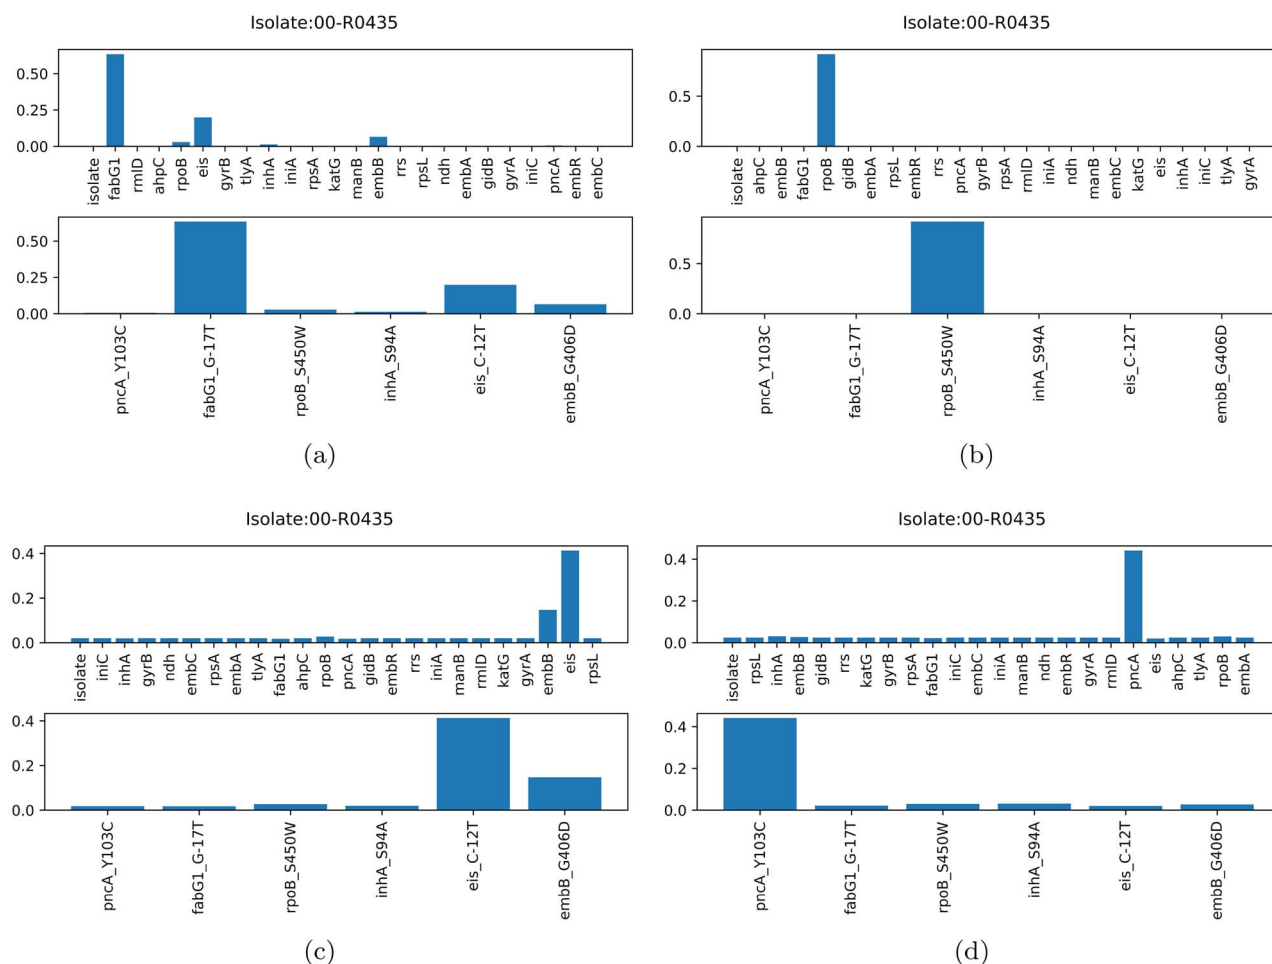 Isolate:00-R0435
0.50
0.25
0.00
isolate fabG1 rmlD ahpC rpoB eis gyrB tlyA inhA iniA rpsA katG manB embB rrs rpsL ndh embA gidB gyrA iniC pncA embR embC
0.50
0.25
0.00
pncA_Y103C fabG1_G-17T rpoB_S450W inhA_S94A eis_C-12T embB_G406D
(a)
Isolate:00-R0435
0.5
0.0
isolate ahpC embB fabG1 rpoB gidB embA rpsL embR rrs pncA gyrB rpsA rmlD iniA ndh manB embC katG eis inhA iniC tlyA gyrA
0.5
0.0
pncA_Y103C fabG1_G-17T rpoB_S450W inhA_S94A eis_C-12T embB_G406D
(b)
Isolate:00-R0435
0.4
0.2
0.0
isolate iniC inhA gyrB ndh embC rpsA embA tlyA fabG1 ahpC rpoB pncA gidB embR rrs iniA manB rmlD katG gyrA embB eis rpsL
0.4
0.2
0.0
pncA_Y103C fabG1_G-17T rpoB_S450W inhA_S94A eis_C-12T embB_G406D
(c)
Isolate:00-R0435
0.4
0.2
0.0
isolate rpsL inhA embB gidB rrs katG gyrB rpsA fabG1 iniC embC iniA manB ndh embR gyrA rmlD pncA eis ahpC tlyA rpoB embA
0.4
0.2
0.0
pncA_Y103C fabG1_G-17T rpoB_S450W inhA_S94A eis_C-12T embB_G406D
(d)